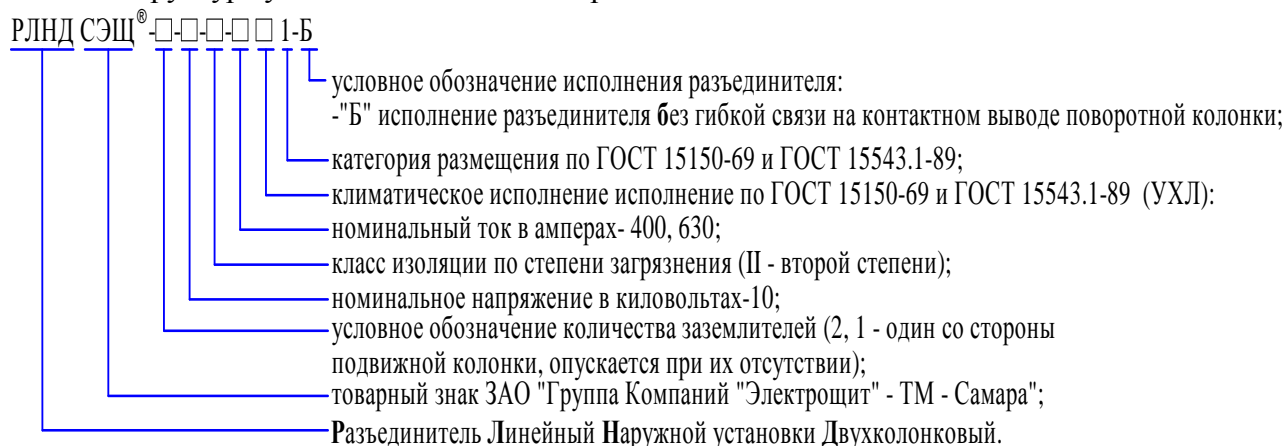 РЛНД СЭЩ®-□-□-□-□ □ 1-Б
условное обозначение исполнения разъединителя:
-"Б" исполнение разъединителя без гибкой связи на контактном выводе поворотной колонки;
категория размещения по ГОСТ 15150-69 и ГОСТ 15543.1-89;
климатическое исполнение исполнение по ГОСТ 15150-69 и ГОСТ 15543.1-89 (УХЛ):
номинальный ток в амперах- 400, 630;
класс изоляции по степени загрязнения (II - второй степени);
номинальное напряжение в киловольтах-10;
условное обозначение количества заземлителей (2, 1 - один со стороны
подвижной колонки, опускается при их отсутствии);
товарный знак ЗАО "Группа Компаний "Электрощит" - ТМ - Самара";
Разъединитель Линейный Наружной установки Двухколонковый.